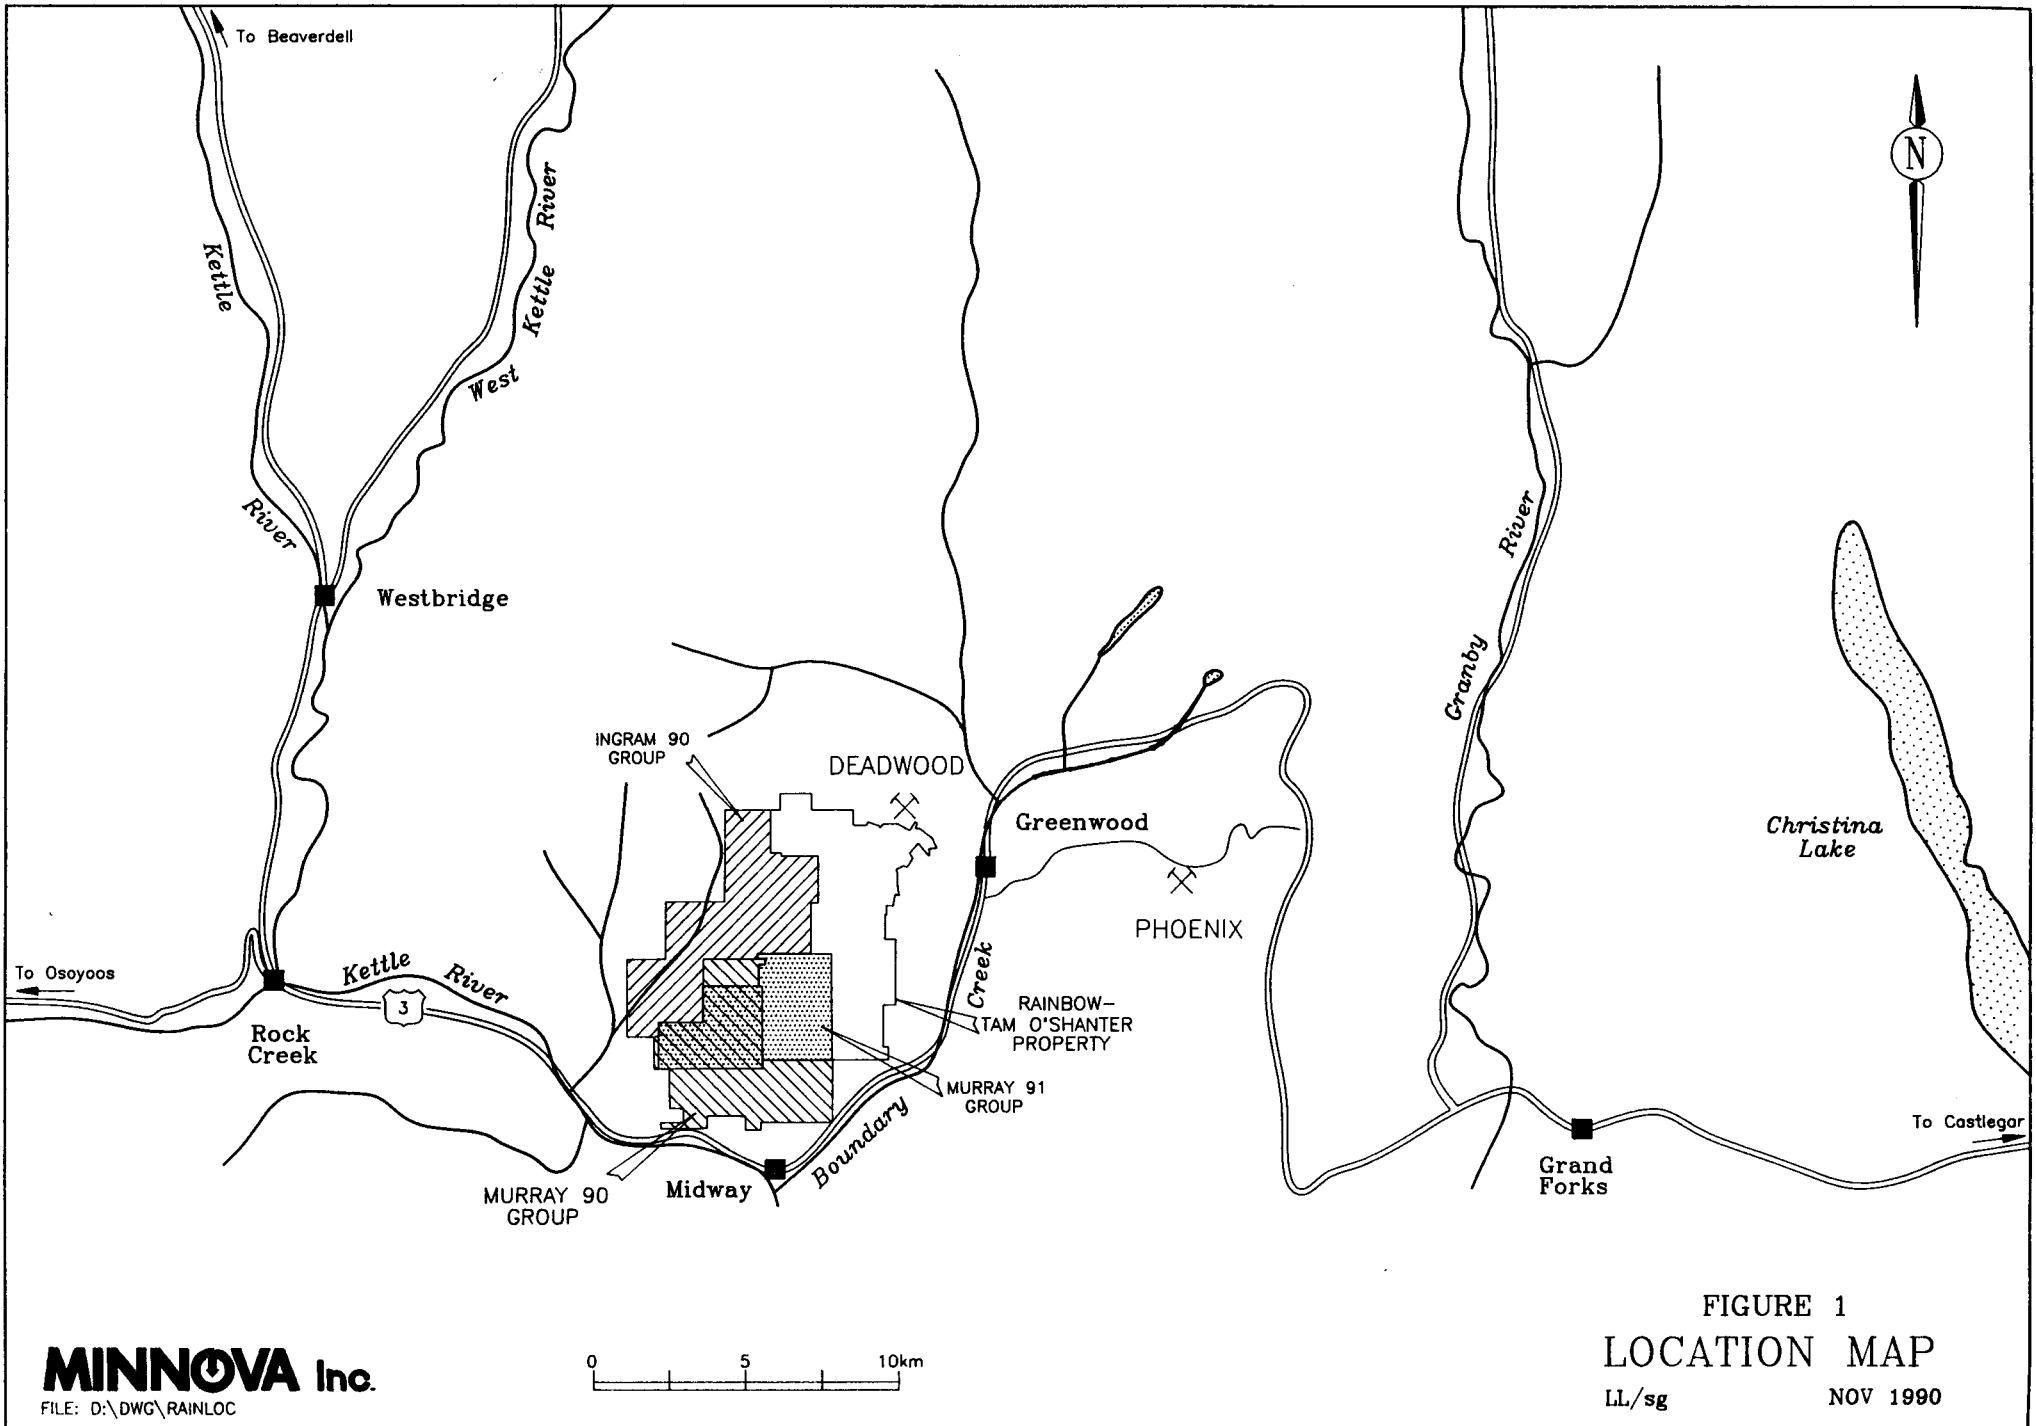 To Beaverdell
N
Kettle
River
West
Kettle
River
Westbridge
Granby
River
INGRAM 90
GROUP
DEADWOOD
Greenwood
Christina
Lake
PHOENIX
To Osoyoos
Kettle
River
3
Creek
RAINBOW-
TAM O'SHANTER
PROPERTY
Rock
Creek
MURRAY 91
GROUP
Boundary
To Castlegar
MURRAY 90
GROUP
Midway
Grand
Forks
FIGURE 1
LOCATION MAP
LL/sg NOV 1990
MINNOVA Inc.
FILE: D:\DWG\RAINLOC
0 5 10km